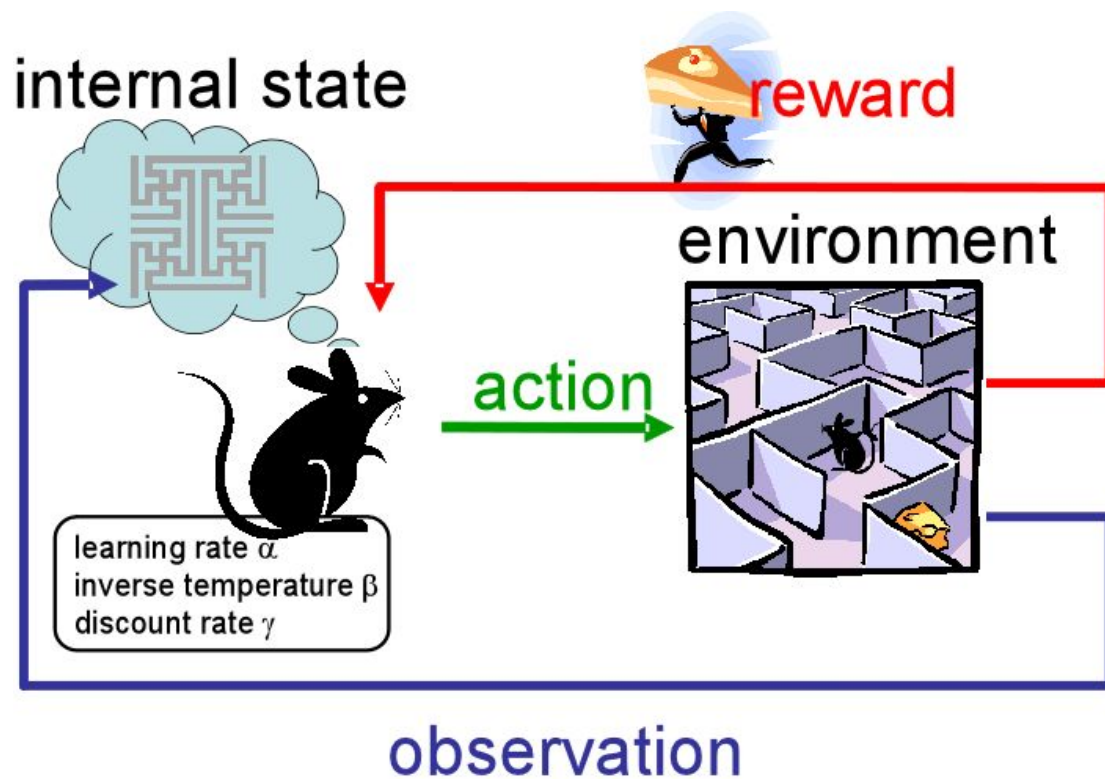 internal state
reward
environment
action
learning rate α
inverse temperature β
discount rate γ
observation